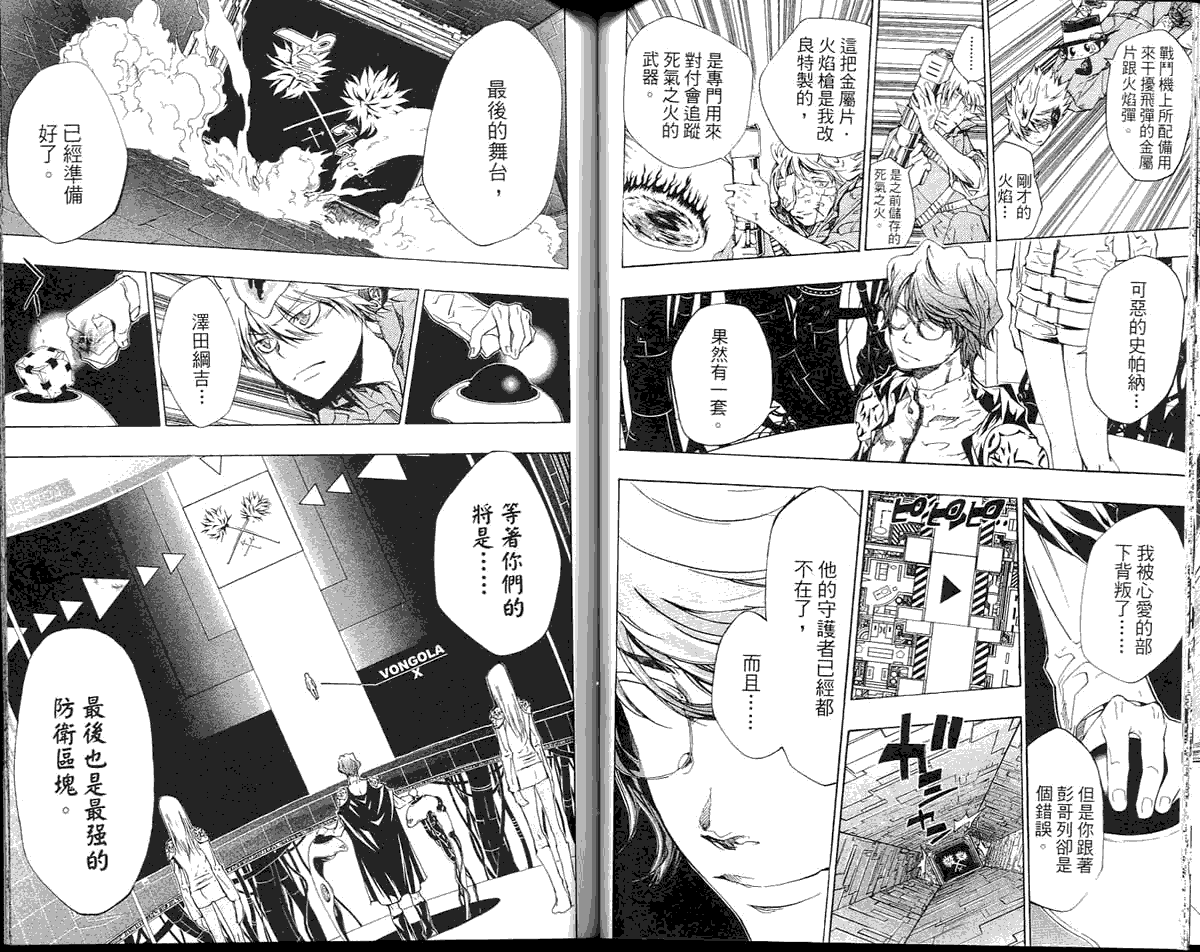 戰鬥機上所配備用
來干擾飛彈的金屬
片跟火焰彈。
剛才的
火焰…
………
是之前儲存的
死氣之火。
這把金屬片．
火焰槍是我改
良特製的，
是專門用來
對付會追蹤
死氣之火的
武器。
可惡的史帕納…
果然有一套。
我被心愛的部
下背叛了……
但是你跟著
彭哥列卻是
個錯誤。
ピピピピ
他的守護者已經都
不在了，
而且……
最後的舞台，
已經準備
好了。
澤田綱吉…
等著你們的
將是……
VONGOLA
X
最後也是最强的
防衛區塊。